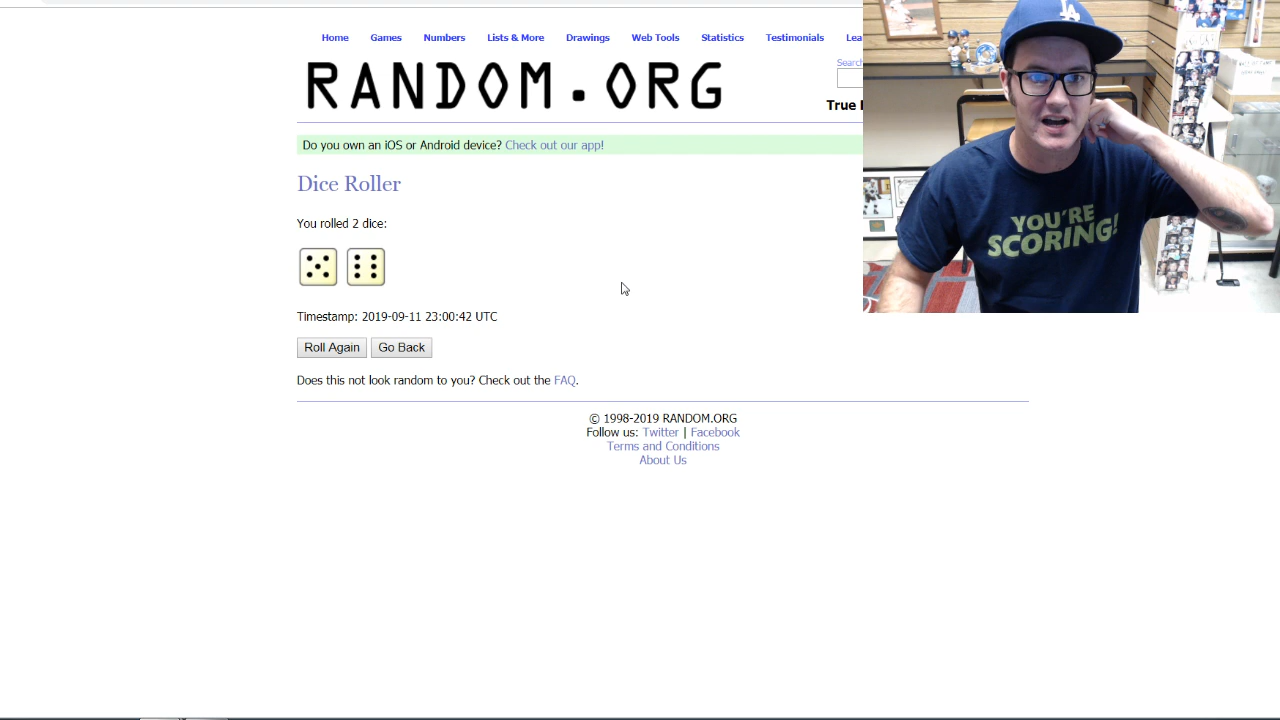 Home Games Numbers Lists & More Drawings Web Tools Statistics Testimonials Lea
RANDOM.ORG
Search
True
Do you own an iOS or Android device? Check out our app!
Dice Roller
You rolled 2 dice:
Timestamp: 2019-09-11 23:00:42 UTC
Roll Again Go Back
Does this not look random to you? Check out the FAQ.
© 1998-2019 RANDOM.ORG
Follow us: Twitter | Facebook
Terms and Conditions
About Us
LA
YOU'RE
SCORING!